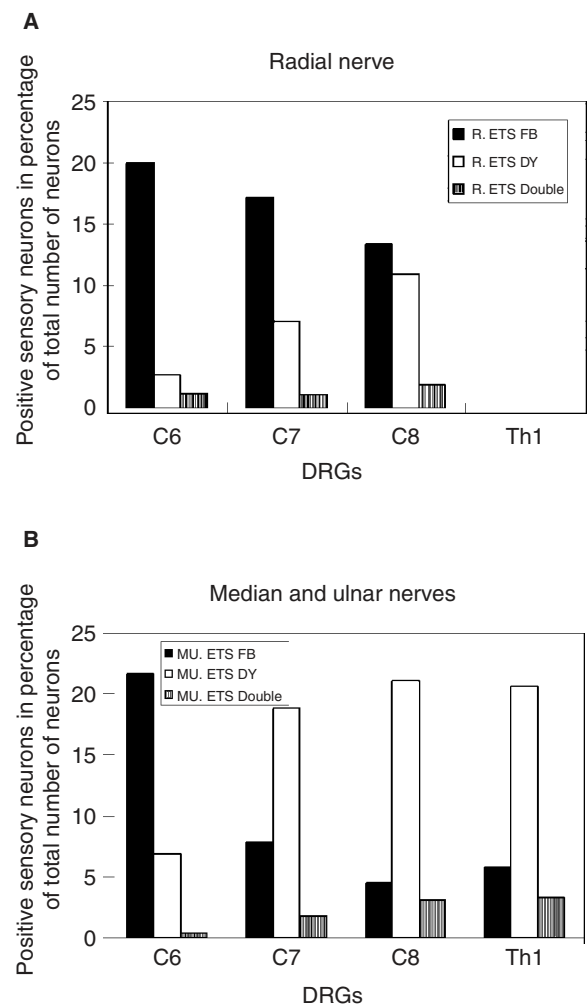 A
Radial nerve
Positive sensory neurons in percentage
of total number of neurons
25
20
15
10
5
0
R. ETS FB
R. ETS DY
R. ETS Double
C6 C7 C8 Th1
DRGs
B
Median and ulnar nerves
Positive sensory neurons in percentage
of total number of neurons
25
20
15
10
5
0
MU. ETS FB
MU. ETS DY
MU. ETS Double
C6 C7 C8 Th1
DRGs